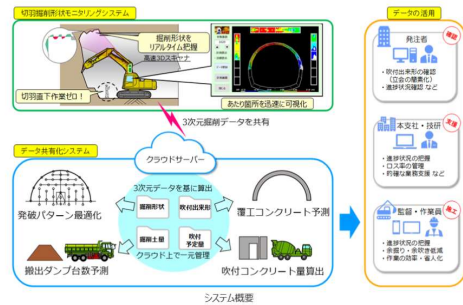 切羽掘削形状モニタリングシステム
掘削形状を
リアルタイム把握
高速3Dスキャナ
切羽直下作業ゼロ!
あたり箇所を迅速に可視化
3次元掘削データを共有
データ共有化システム
クラウドサーバー
3次元データを基に算出
掘削形状
吹付出来形
掘削土量
吹付
予定量
クラウド上で一元管理
発破パターン最適化
覆工コンクリート予測
搬出ダンプ台数予測
吹付コンクリート量算出
データの活用
発注者
確認
・吹付出来形の確認
(立会の簡素化)
・進捗状況確認 など
本支社・技研
支援
・進捗状況の把握
・ロス率の管理
・的確な業務支援 など
監督・作業員
施工
・進捗状況の把握
・余掘り・余吹き低減
・作業の効率・省人化
システム概要